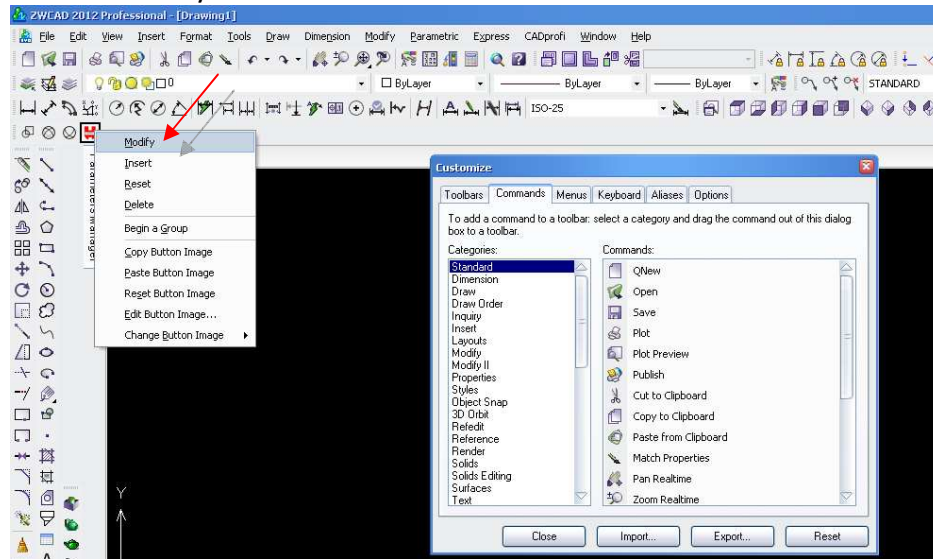 ZWCAD 2012 Professional - [Drawing1]
File Edit View Insert Format Tools Draw Dimension Modify Parametric Express CADprofi Window Help
0 ByLayer ByLayer ByLayer STANDARD
ISO-25
Modify
Insert
Reset
Delete
Begin a Group
Copy Button Image
Paste Button Image
Reset Button Image
Edit Button Image...
Change Button Image
Customize
Toolbars Commands Menus Keyboard Aliases Options
To add a command to a toolbar: select a category and drag the command out of this dialog
box to a toolbar.
Categories: Commands:
Standard
Dimension
Draw
Draw Order
Inquiry
Insert
Layouts
Modify
Modify II
Properties
Styles
Object Snap
3D Orbit
Refedit
Reference
Render
Solids
Solids Editing
Surfaces
Text
QNew
Open
Save
Plot
Plot Preview
Publish
Cut to Clipboard
Copy to Clipboard
Paste from Clipboard
Match Properties
Pan Realtime
Zoom Realtime
Close Import... Export... Reset
Y